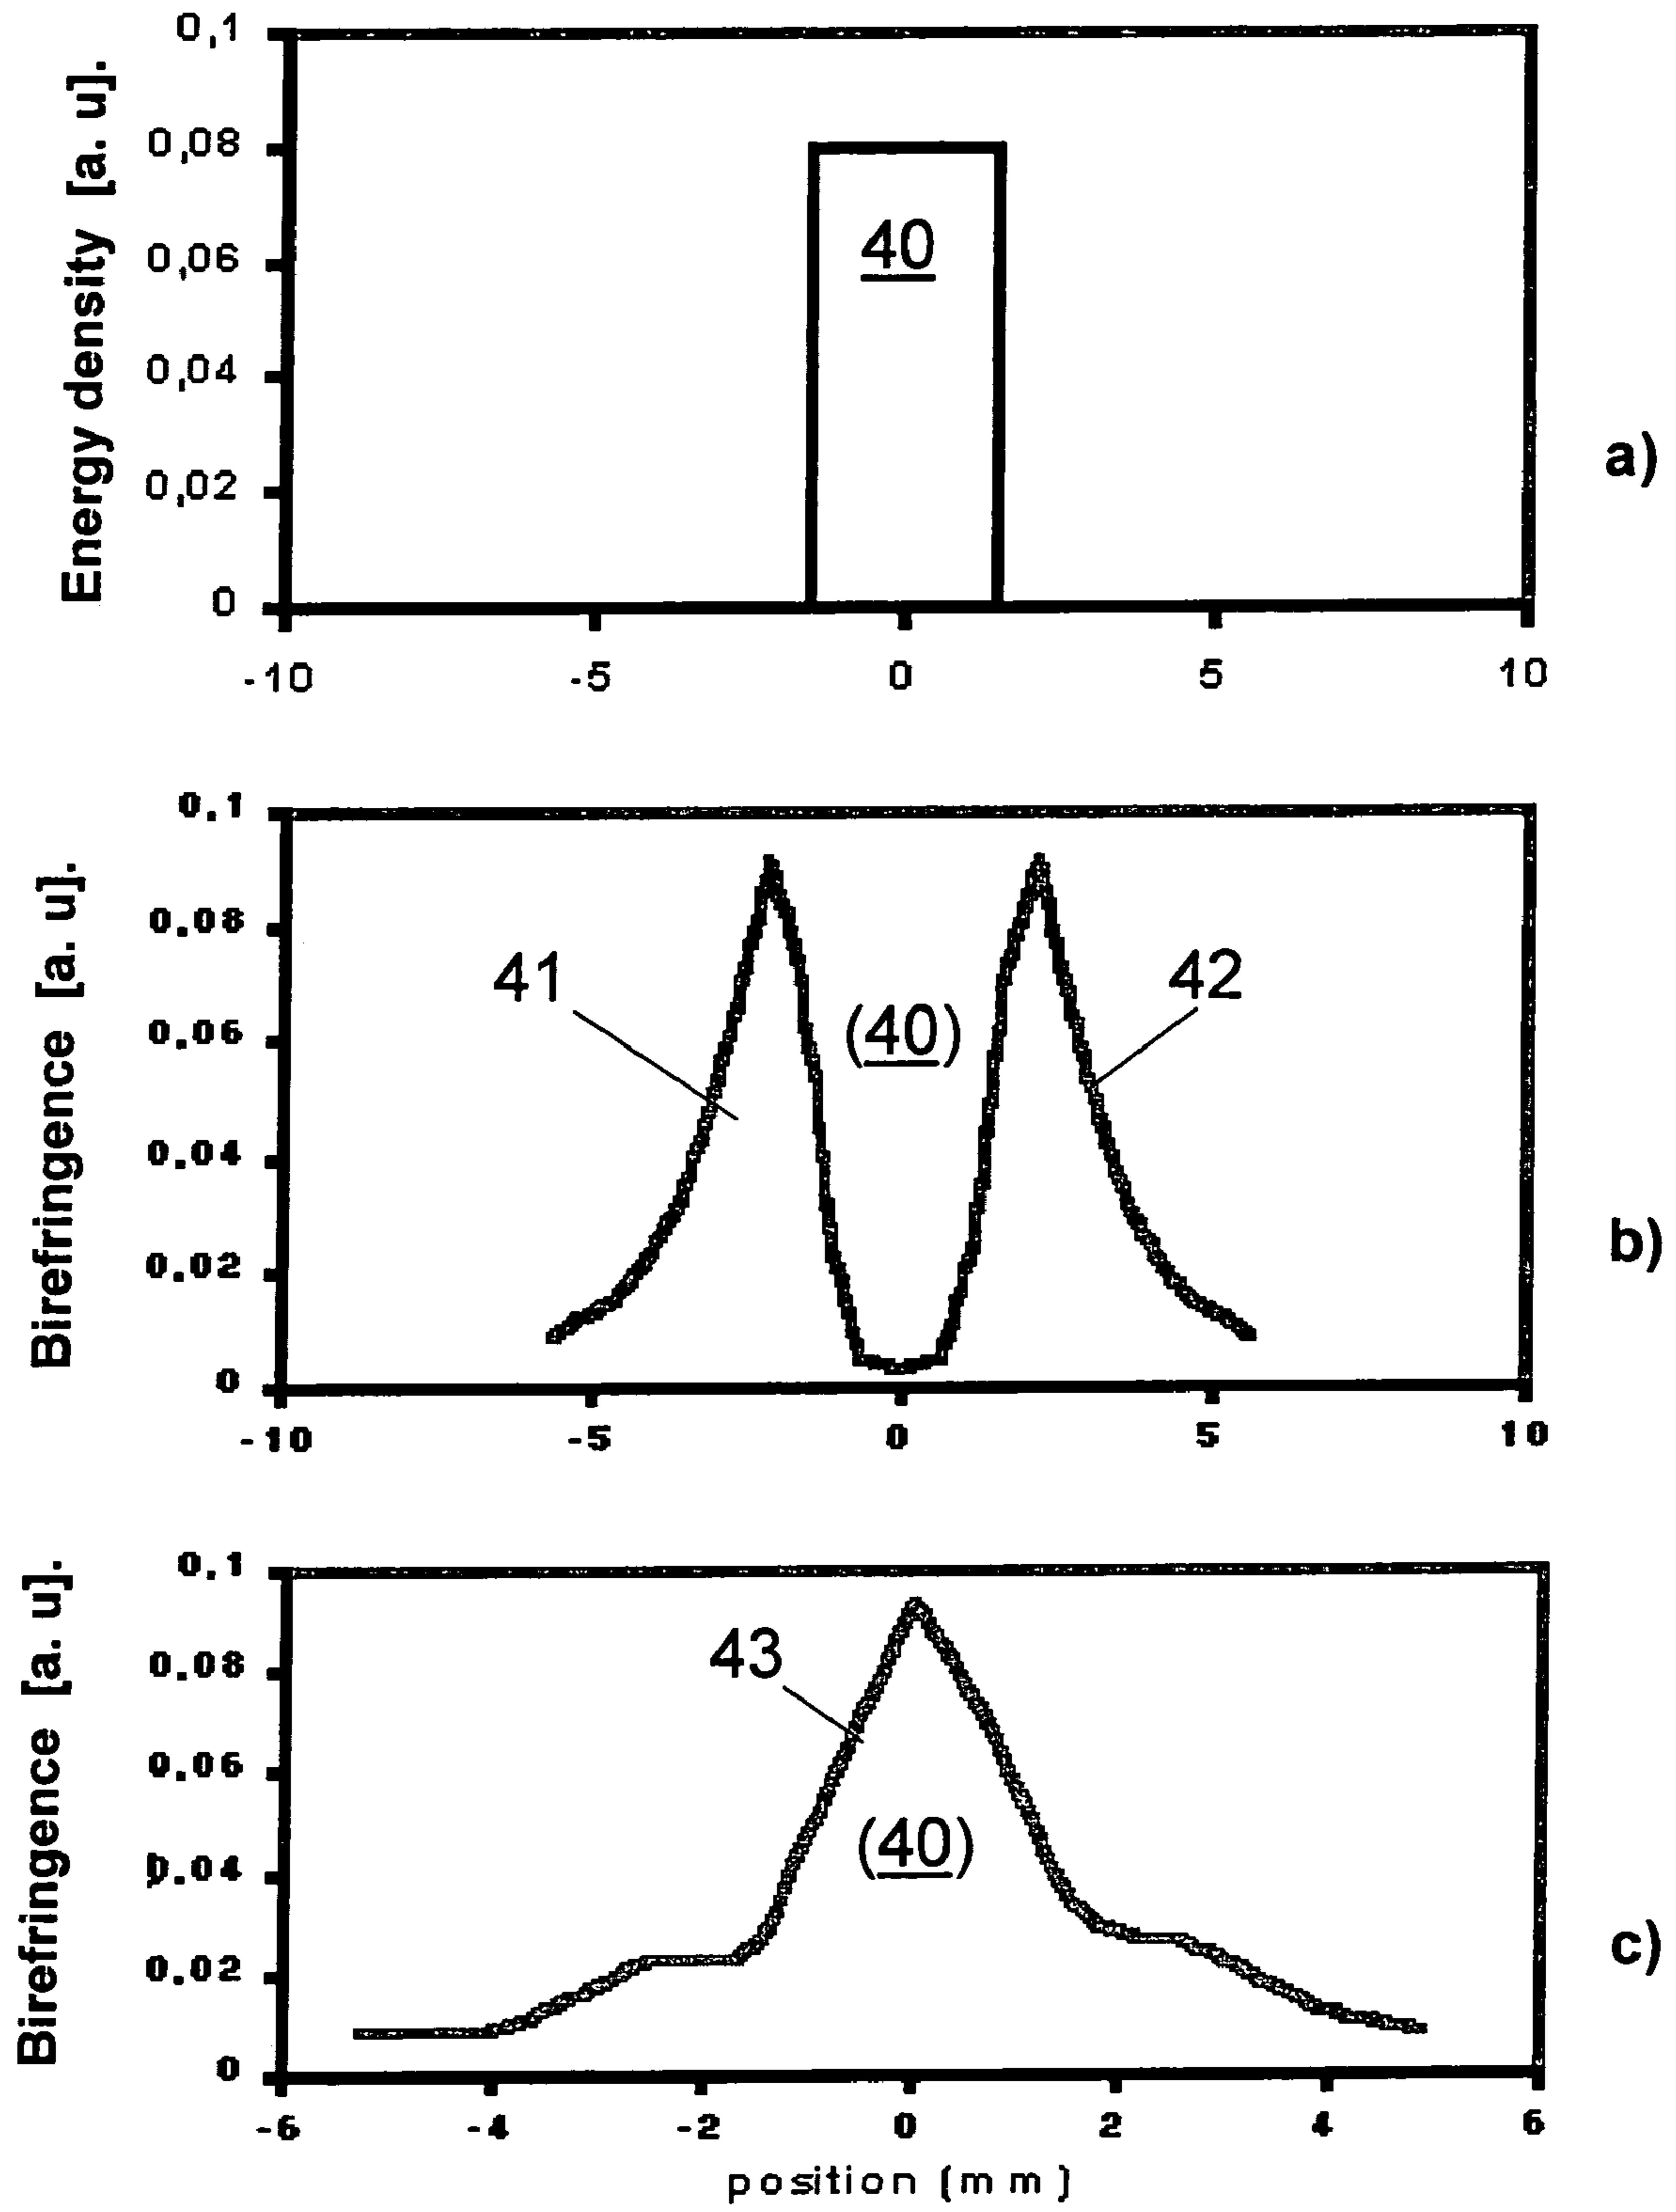 Energy density [a. u].
0,1
0,08
0,06
0,04
0,02
0
-10 -5 0 5 10
40
a)
Birefringence [a. u].
0.1
0.08
0.06
0.04
0.02
0
-10 -5 0 5 10
41
(40)
42
b)
Birefringence [a. u].
0.1
0.08
0.06
0.04
0.02
0
-6 -4 -2 0 2 4 6
43
(40)
c)
position (mm)